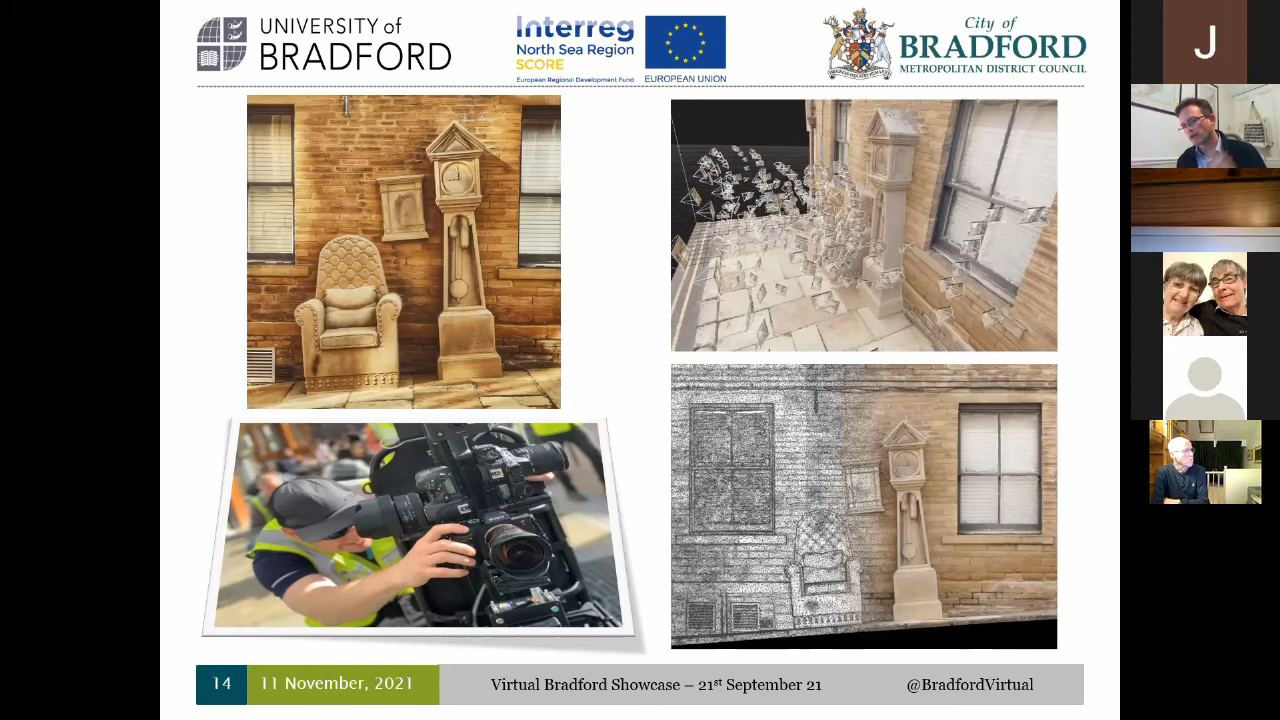 UNIVERSITY of
BRADFORD
Interreg
North Sea Region
SCORE
European Regional Development Fund
EUROPEAN UNION
City of
BRADFORD
METROPOLITAN DISTRICT COUNCIL
J
SONY
14
11 November, 2021
Virtual Bradford Showcase – 21st September 21
@BradfordVirtual